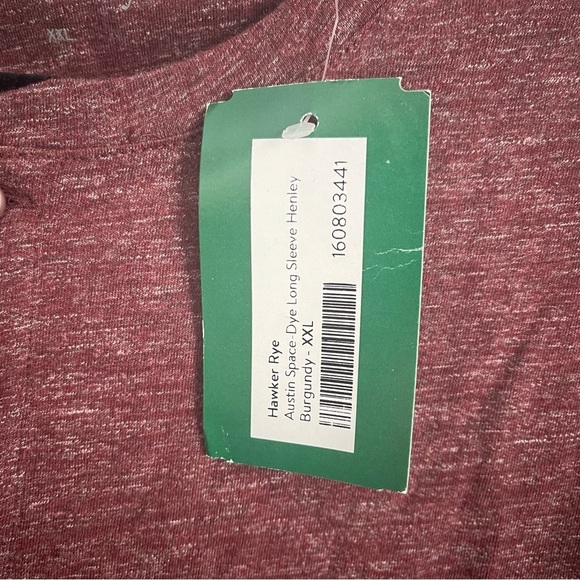 XXL
Hawker Rye
Austin Space-Dye Long Sleeve Henley
Burgundy - XXL
160803441